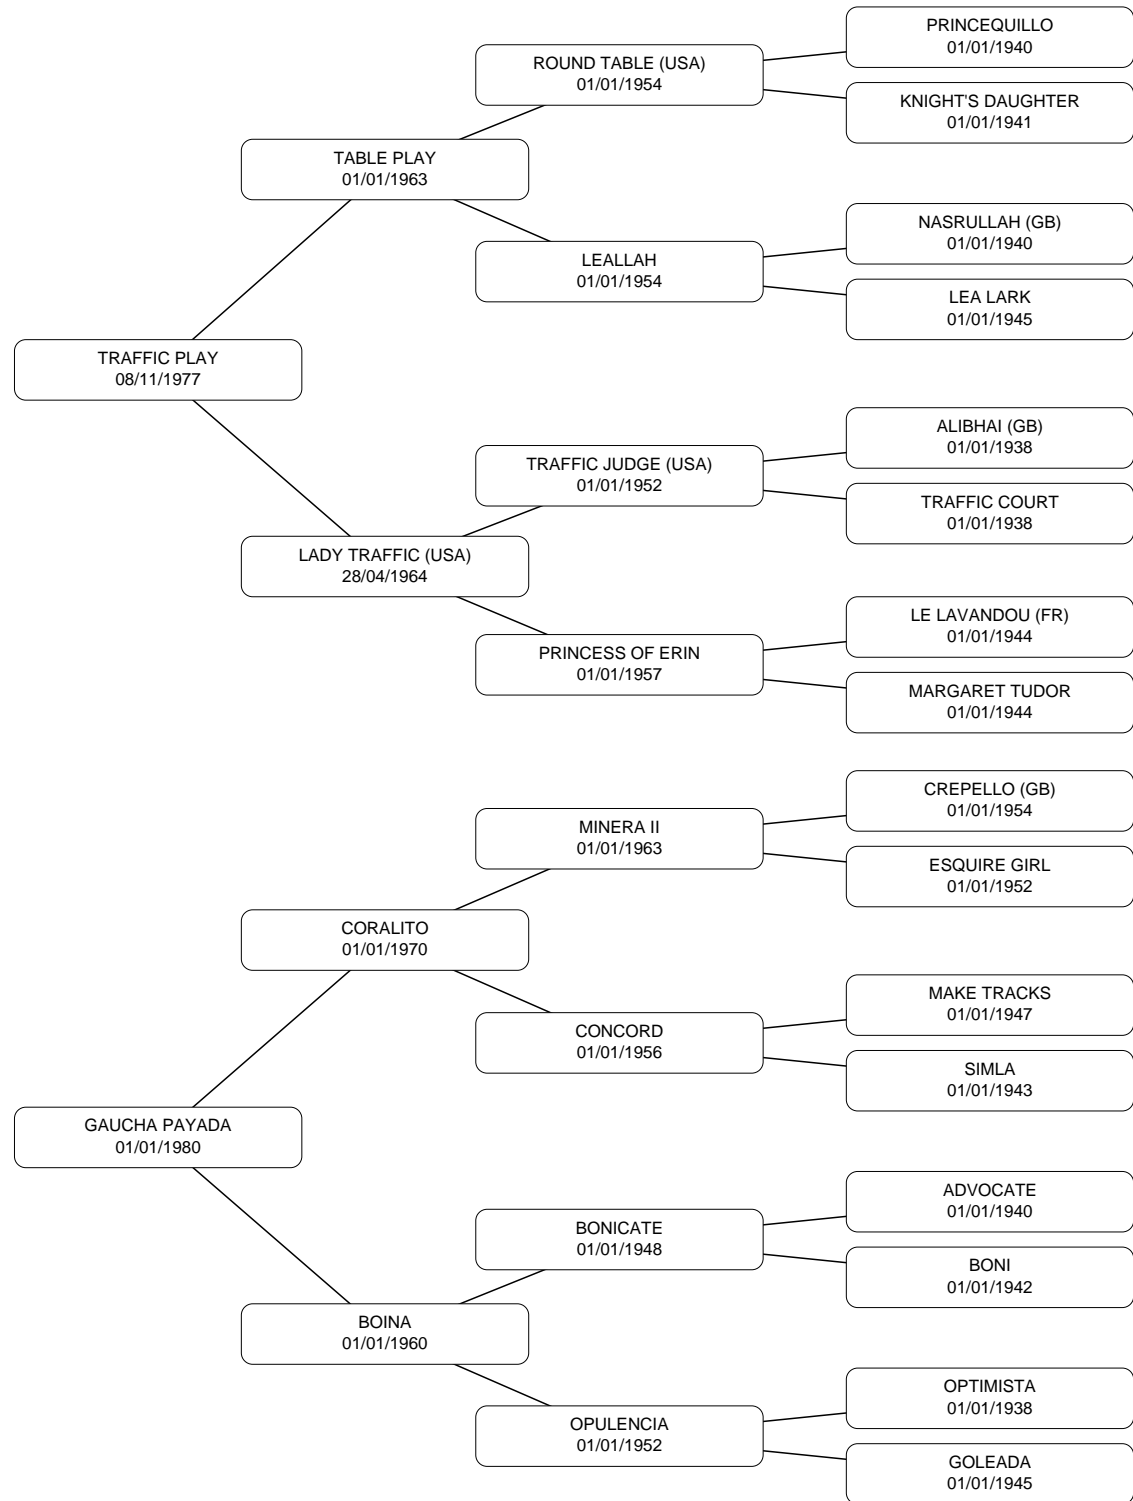 PRINCEQUILLO
01/01/1940
ROUND TABLE (USA)
01/01/1954
KNIGHT'S DAUGHTER
01/01/1941
TABLE PLAY
01/01/1963
NASRULLAH (GB)
01/01/1940
LEALLAH
01/01/1954
LEA LARK
01/01/1945
TRAFFIC PLAY
08/11/1977
ALIBHAI (GB)
01/01/1938
TRAFFIC JUDGE (USA)
01/01/1952
TRAFFIC COURT
01/01/1938
LADY TRAFFIC (USA)
28/04/1964
LE LAVANDOU (FR)
01/01/1944
PRINCESS OF ERIN
01/01/1957
MARGARET TUDOR
01/01/1944
CREPELLO (GB)
01/01/1954
MINERA II
01/01/1963
ESQUIRE GIRL
01/01/1952
CORALITO
01/01/1970
MAKE TRACKS
01/01/1947
CONCORD
01/01/1956
SIMLA
01/01/1943
GAUCHA PAYADA
01/01/1980
ADVOCATE
01/01/1940
BONICATE
01/01/1948
BONI
01/01/1942
BOINA
01/01/1960
OPTIMISTA
01/01/1938
OPULENCIA
01/01/1952
GOLEADA
01/01/1945